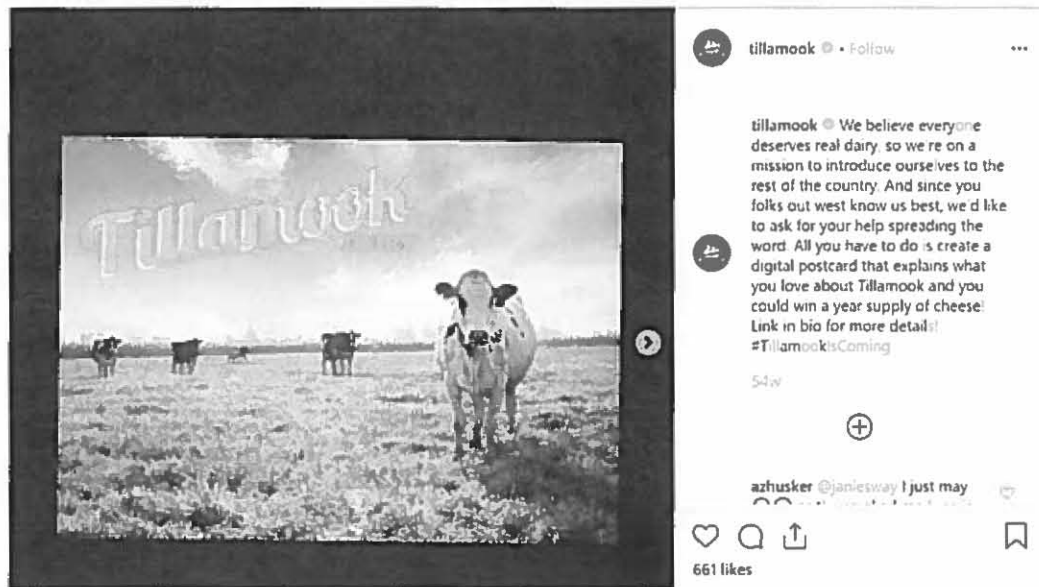 Tillamook
tillamook • Follow
tillamook We believe everyone
deserves real dairy, so we're on a
mission to introduce ourselves to the
rest of the country. And since you
folks out west know us best, we'd like
to ask for your help spreading the
word. All you have to do is create a
digital postcard that explains what
you love about Tillamook and you
could win a year supply of cheese!
Link in bio for more details!
#TillamookIsComing
54w
azhusker @janiesway I just may
661 likes